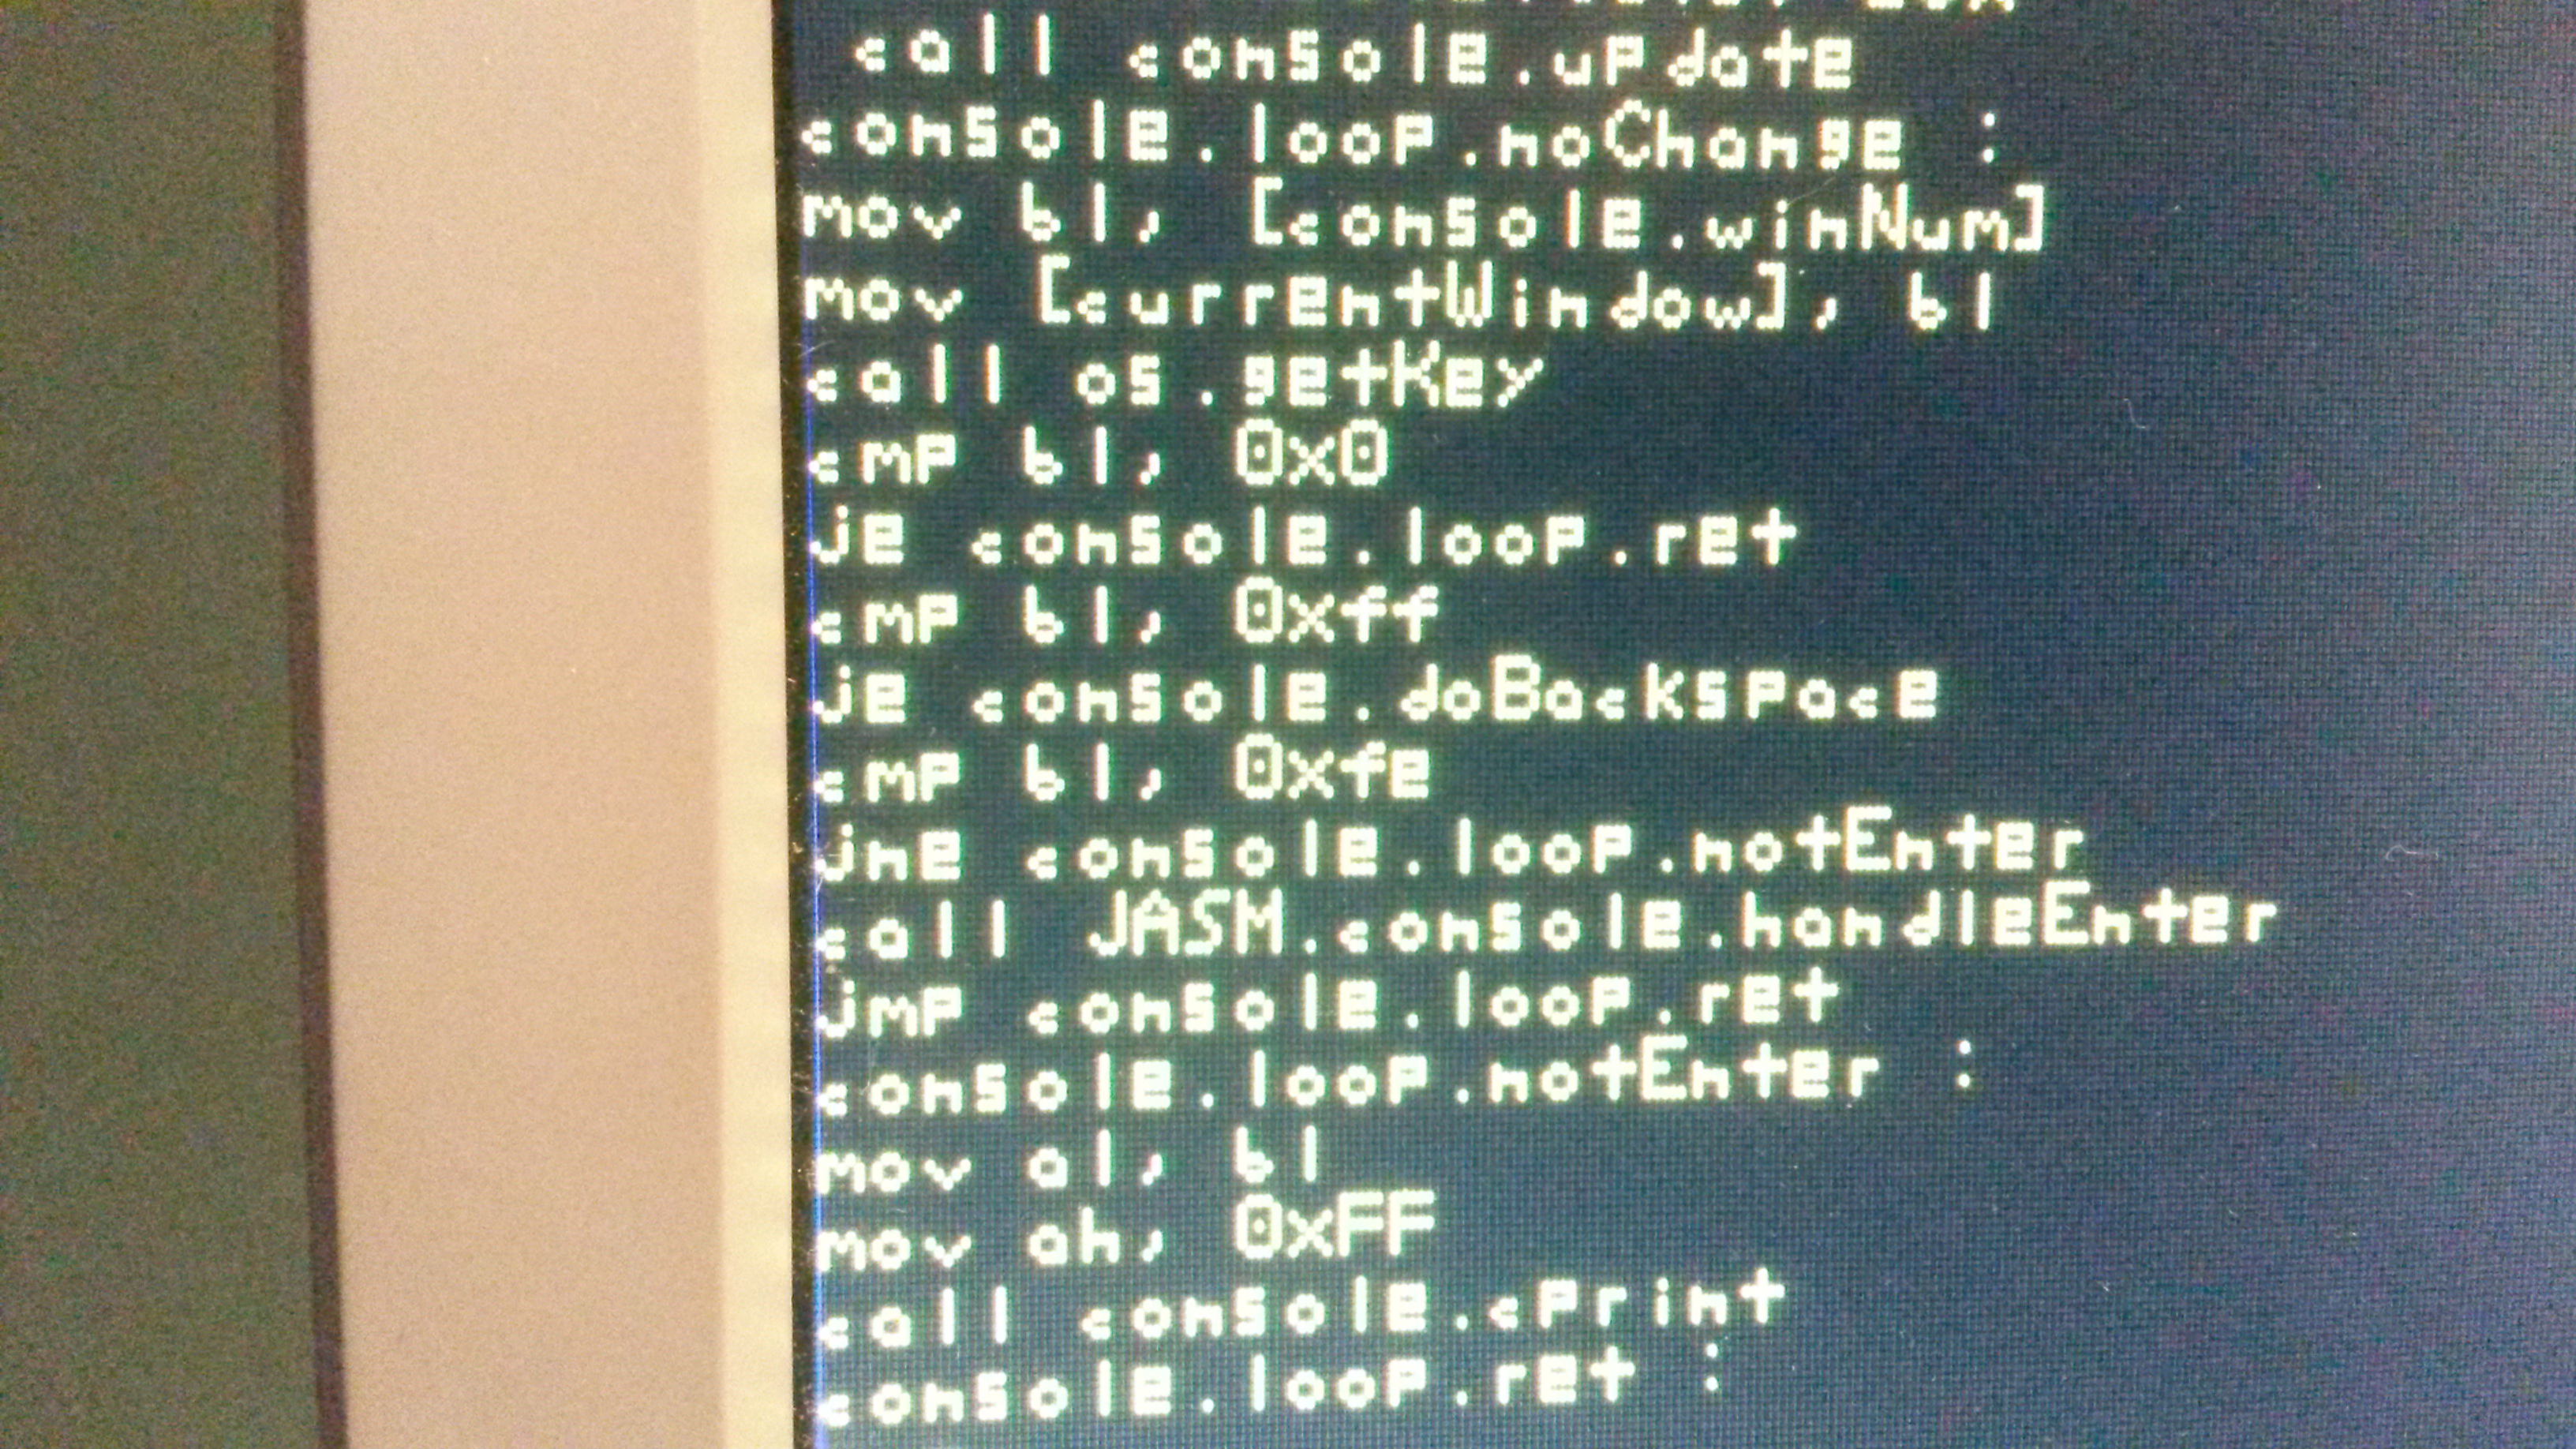 call console.update
console.loop.noChange :
mov bl, [console.winNum]
mov [currentWindow], bl
call os.getKey
cmp bl, 0x0
je console.loop.ret
cmp bl, 0xff
je console.doBackspace
cmp bl, 0xfe
jne console.loop.notEnter
call JASM.console.handleEnter
jmp console.loop.ret
console.loop.notEnter :
mov al, bl
mov ah, 0xFF
call console.cprint
console.loop.ret :